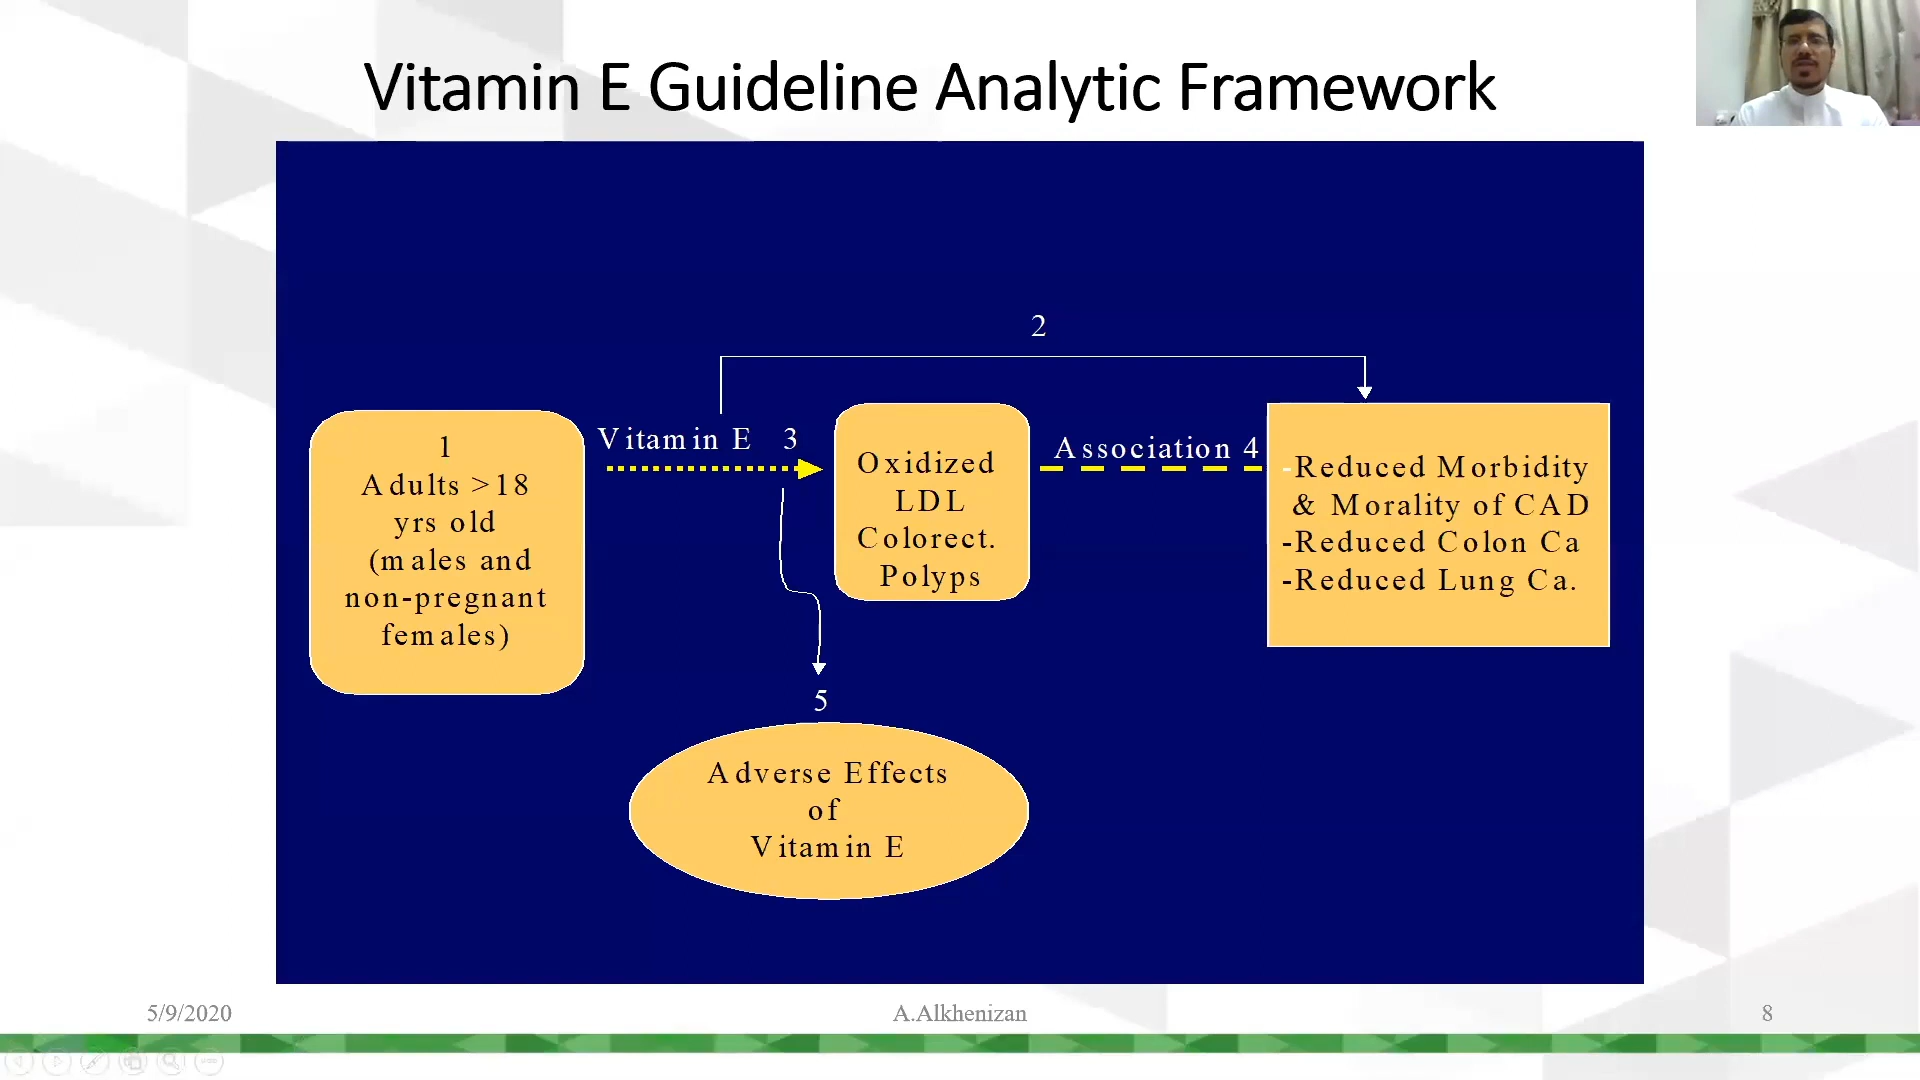 Vitamin E Guideline Analytic Framework
2
1
Adults >18
yrs old
(males and
non-pregnant
females)
Vitamin E 3
Oxidized
LDL
Colorect.
Polyps
Association 4
-Reduced Morbidity
& Morality of CAD
-Reduced Colon Ca
-Reduced Lung Ca.
5
Adverse Effects
of
Vitamin E
5/9/2020
A.Alkhenizan
8